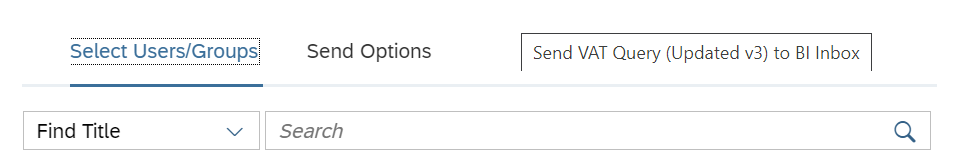 Select Users/Groups Send Options Send VAT Query (Updated v3) to BI Inbox
Find Title Search